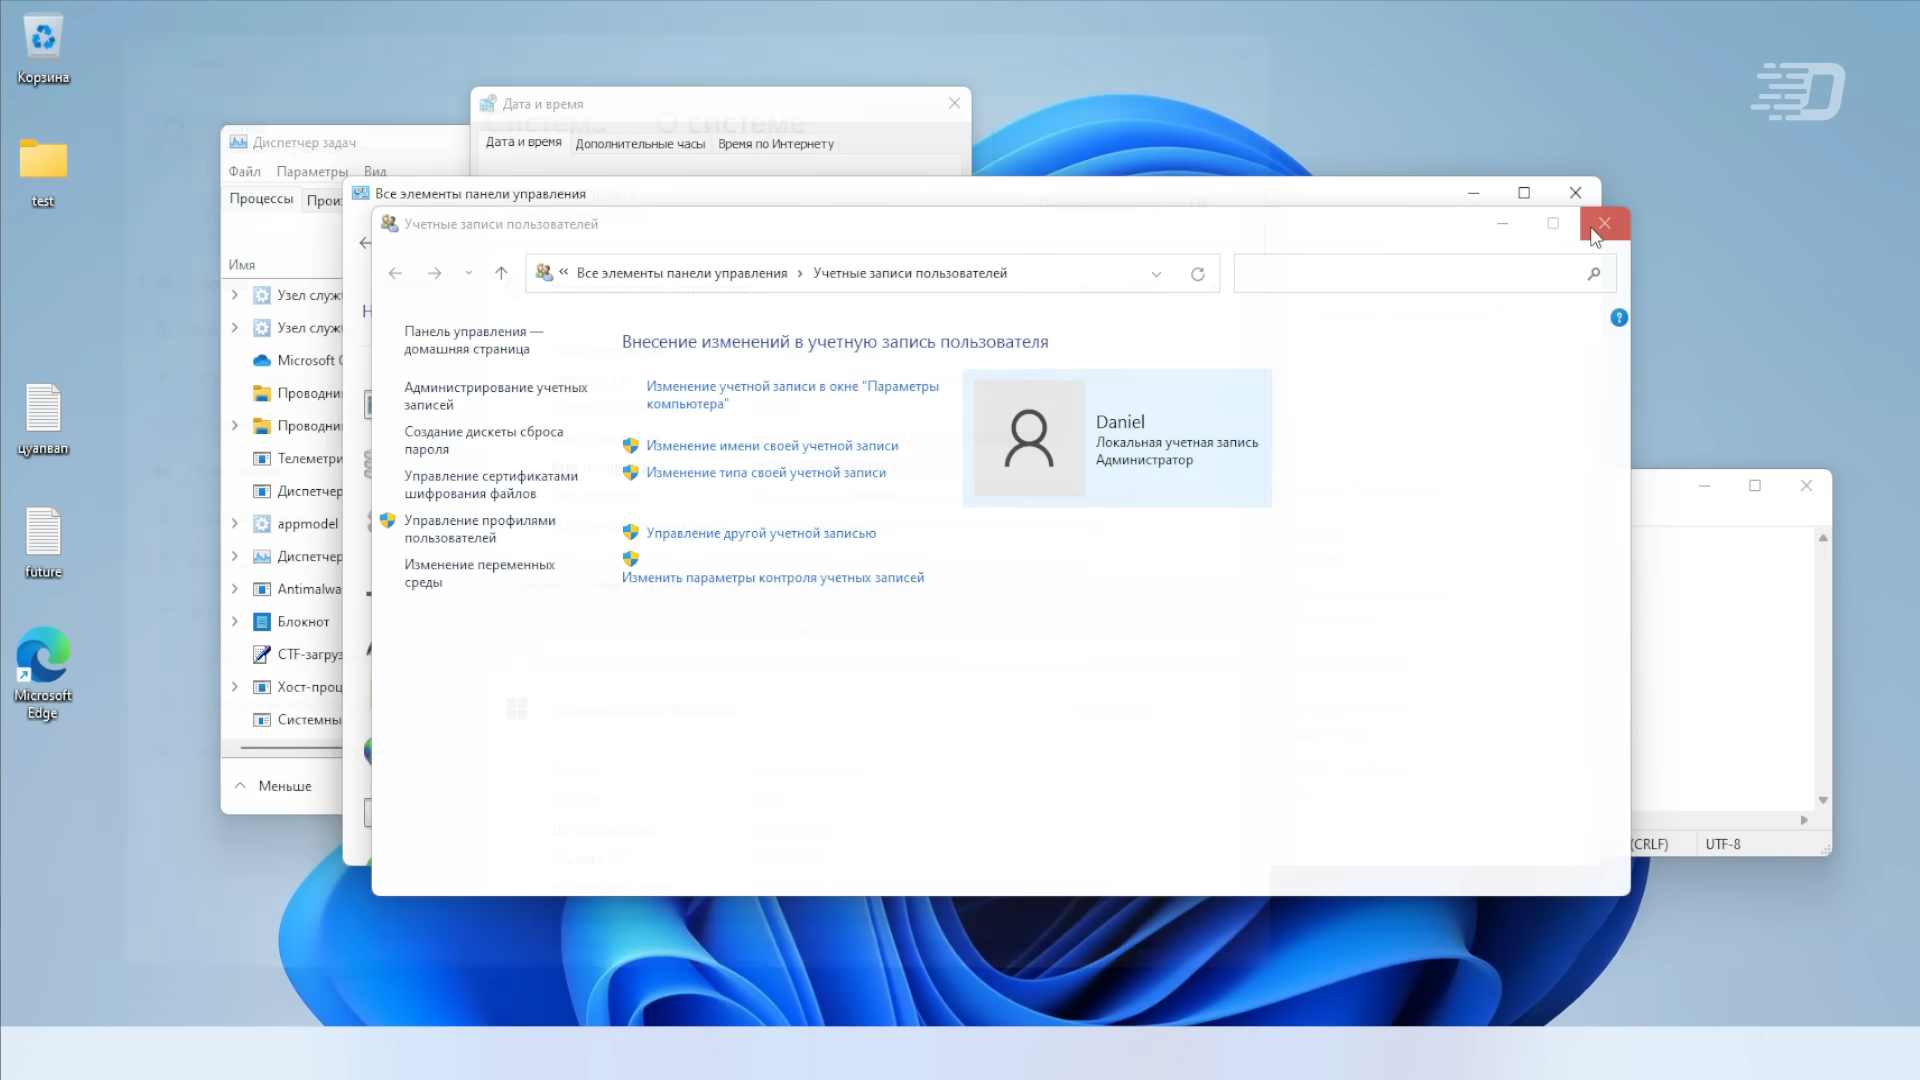 Корзина
test
цуапвап
future
Microsoft
Edge
Дата и время
Дата и время
Дополнительные часы
Время по Интернету
О системе
Диспетчер задач
Файл
Параметры
Вид
Процессы
Имя
Узел служ
Узел служ
Microsoft
Проводни
Проводни
Телеметри
Диспетчер
appmodel
Диспетчер
Antimalwa
Блокнот
CTF-загруз
Хост-проц
Системны
Меньше
Все элементы панели управления
Учетные записи пользователей
« Все элементы панели управления › Учетные записи пользователей
Панель управления —
домашняя страница
Администрирование учетных
записей
Создание дискеты сброса
пароля
Управление сертификатами
шифрования файлов
Управление профилями
пользователей
Изменение переменных
среды
Внесение изменений в учетную запись пользователя
Изменение учетной записи в окне "Параметры
компьютера"
Изменение имени своей учетной записи
Изменение типа своей учетной записи
Управление другой учетной записью
Изменить параметры контроля учетных записей
Daniel
Локальная учетная запись
Администратор
(CRLF)
UTF-8